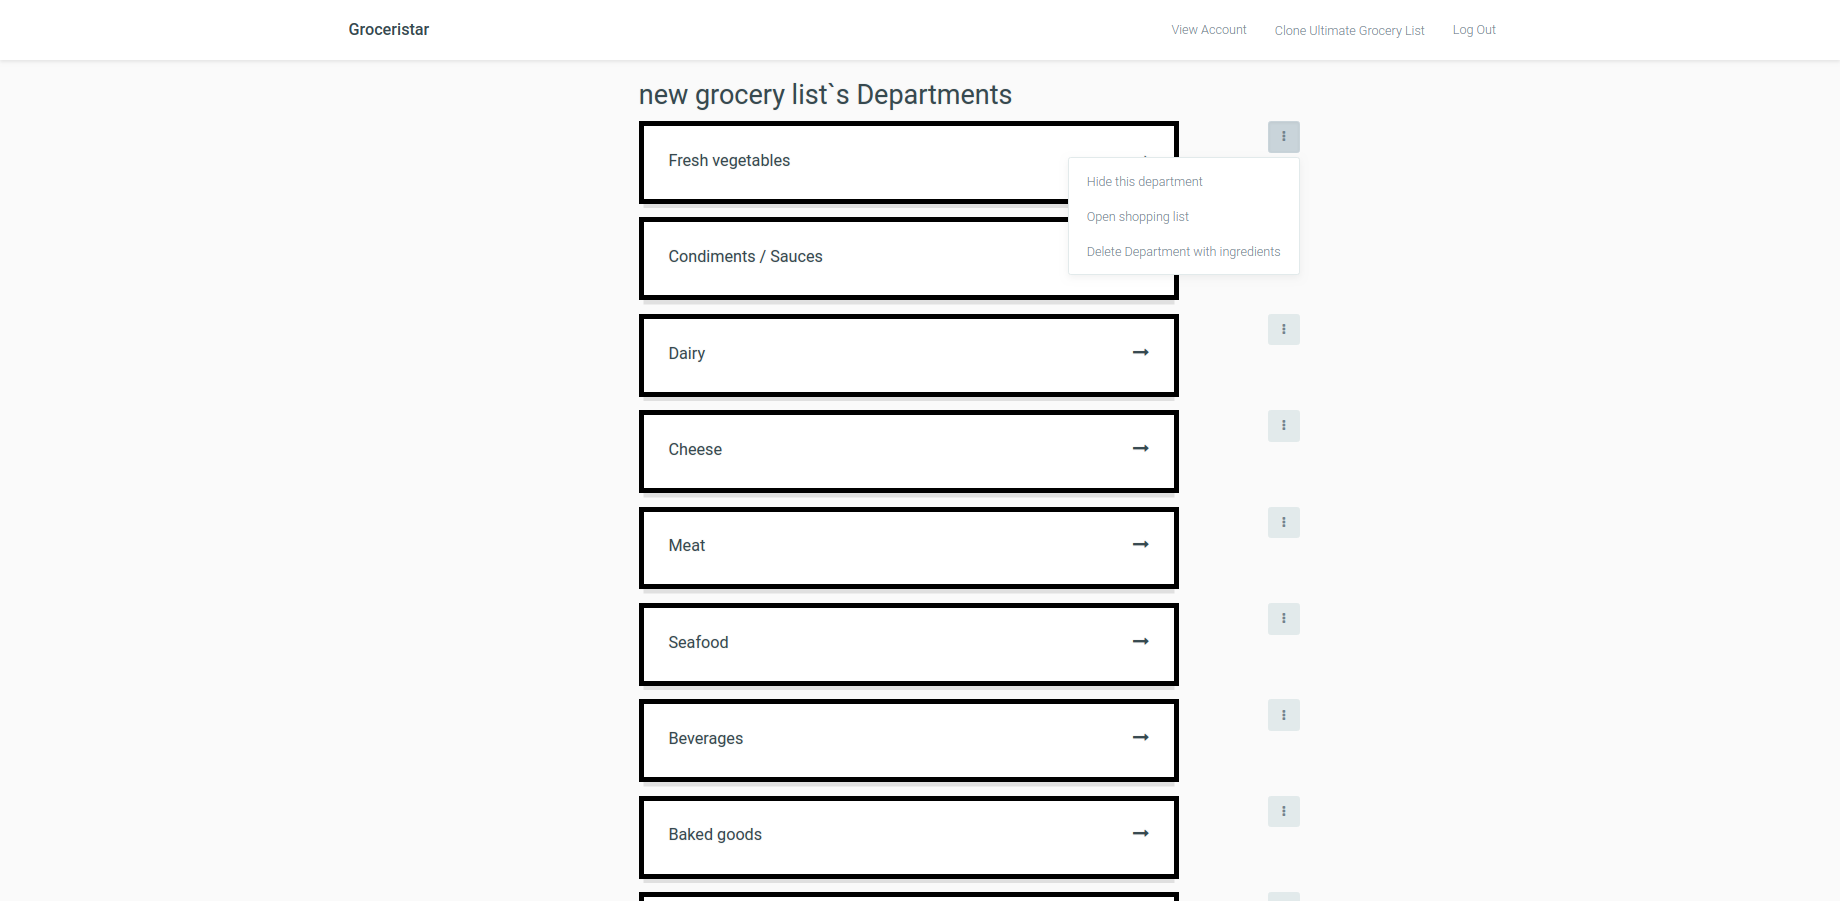 Groceristar
View Account
Clone Ultimate Grocery List
Log Out
new grocery list`s Departments
Fresh vegetables
Hide this department
Open shopping list
Delete Department with ingredients
Condiments / Sauces
Dairy
Cheese
Meat
Seafood
Beverages
Baked goods